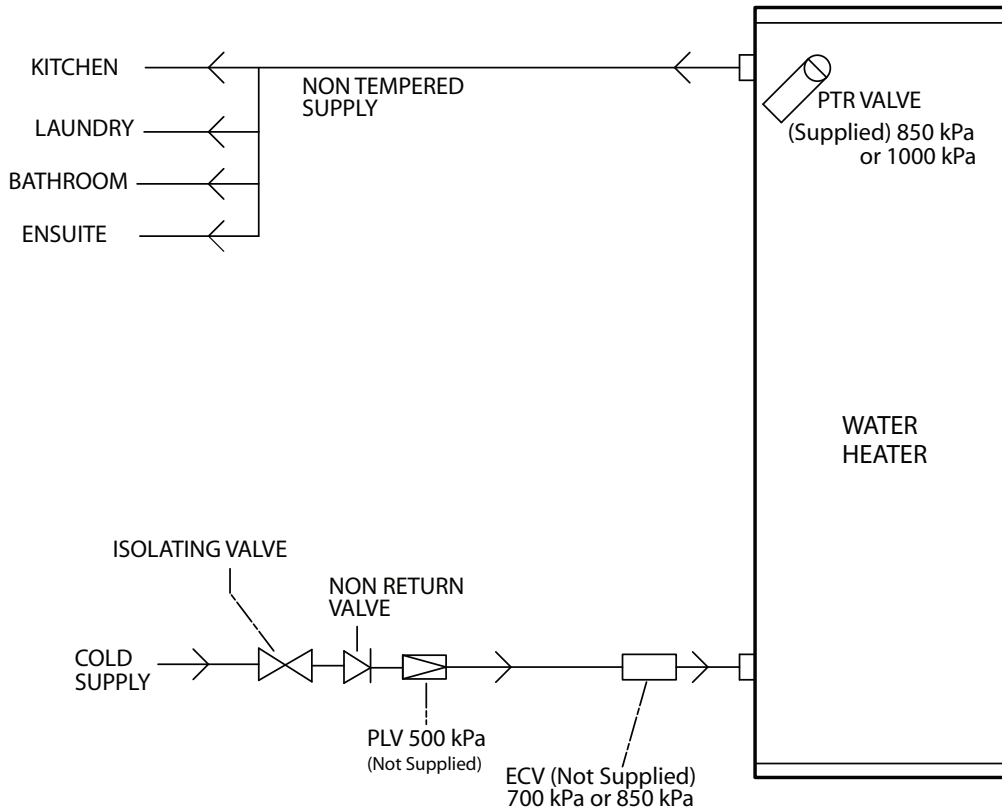 KITCHEN
NON TEMPERED
SUPPLY
PTR VALVE
(Supplied) 850 kPa
or 1000 kPa
LAUNDRY
BATHROOM
ENSUITE
WATER
HEATER
ISOLATING VALVE
NON RETURN
VALVE
COLD
SUPPLY
PLV 500 kPa
(Not Supplied)
ECV (Not Supplied)
700 kPa or 850 kPa